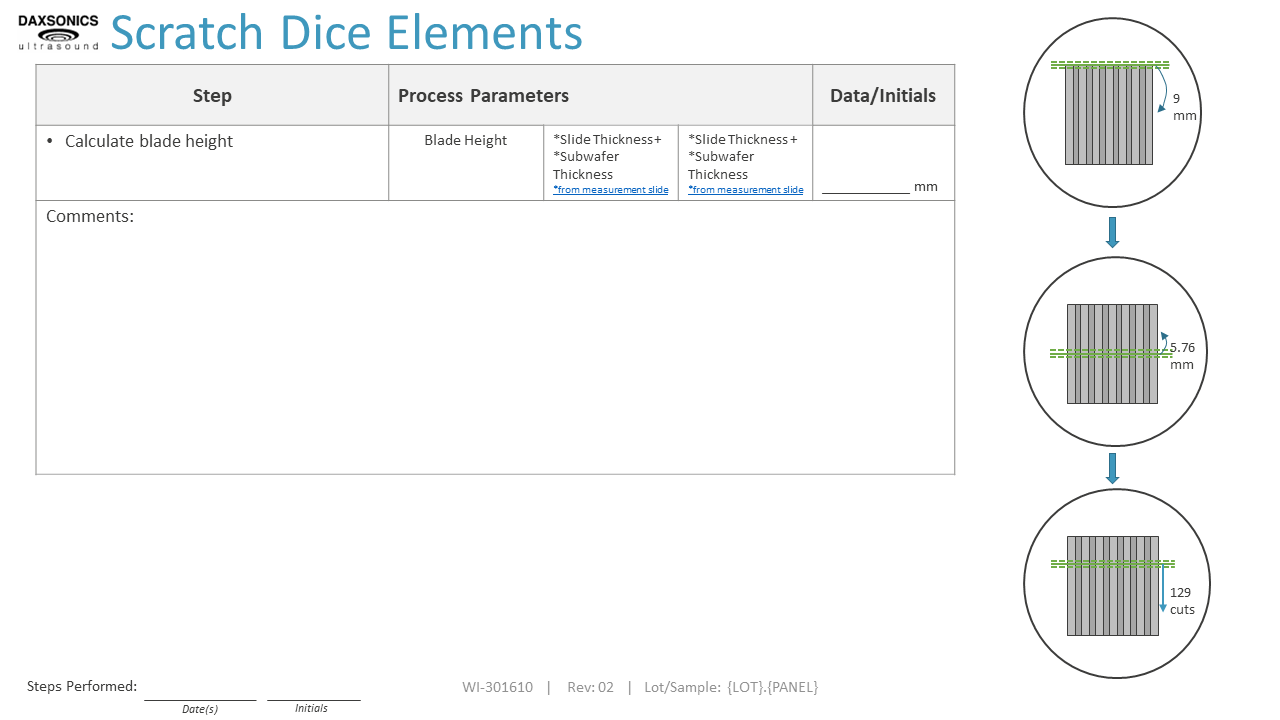 DAXSONICS
ultrasound
Scratch Dice Elements
Step
Process Parameters
Data/Initials
• Calculate blade height
Blade Height
*Slide Thickness+
*Subwafer
Thickness
*from measurement slide
*Slide Thickness +
*Subwafer
Thickness
*from measurement slide
____________ mm
Comments:
9
mm
5.76
mm
129
cuts
Steps Performed:
Date(s)
Initials
WI-301610 | Rev: 02 | Lot/Sample: {LOT}.{PANEL}